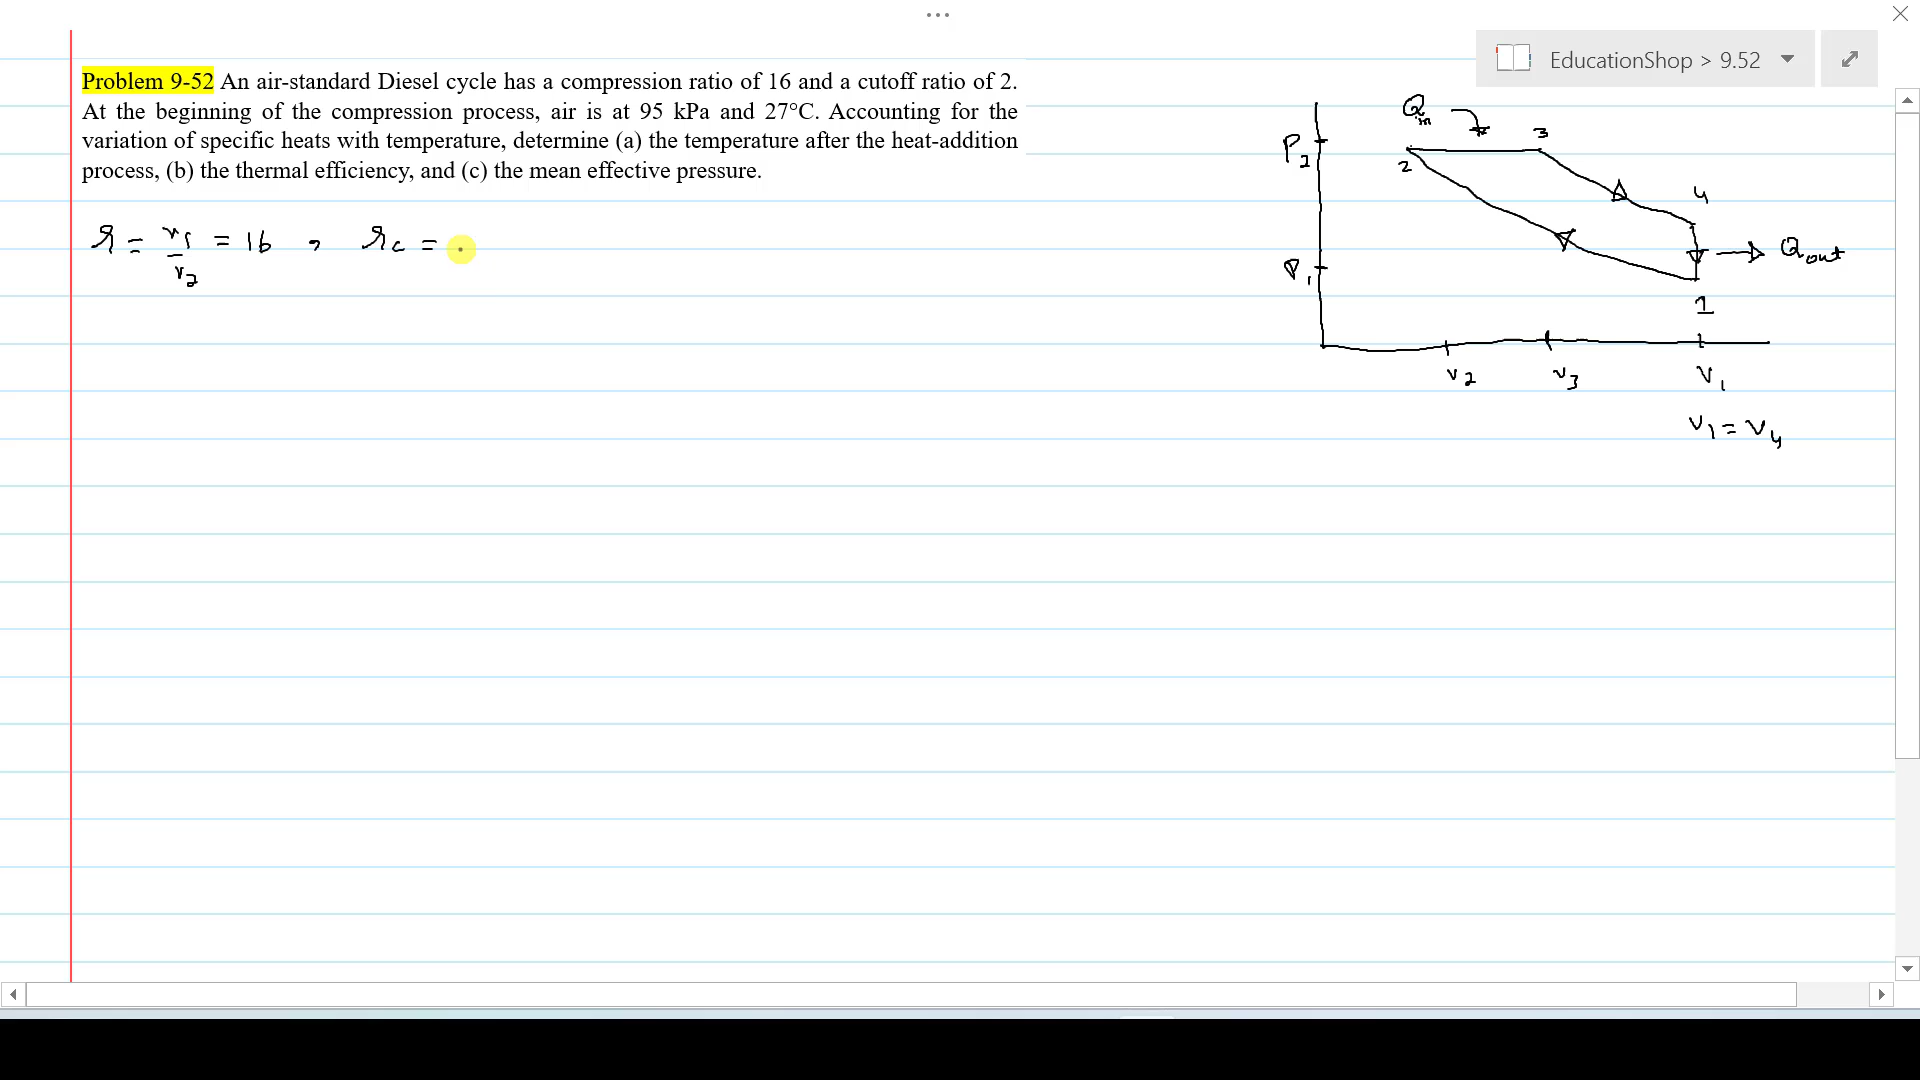 EducationShop > 9.52
Problem 9-52 An air-standard Diesel cycle has a compression ratio of 16 and a cutoff ratio of 2.
At the beginning of the compression process, air is at 95 kPa and 27°C. Accounting for the
variation of specific heats with temperature, determine (a) the temperature after the heat-addition
process, (b) the thermal efficiency, and (c) the mean effective pressure.
r = v1/v2 = 16 , rc =
Qin
P2
2
3
4
Qout
P1
1
v2 v3 v1
v1 = v4